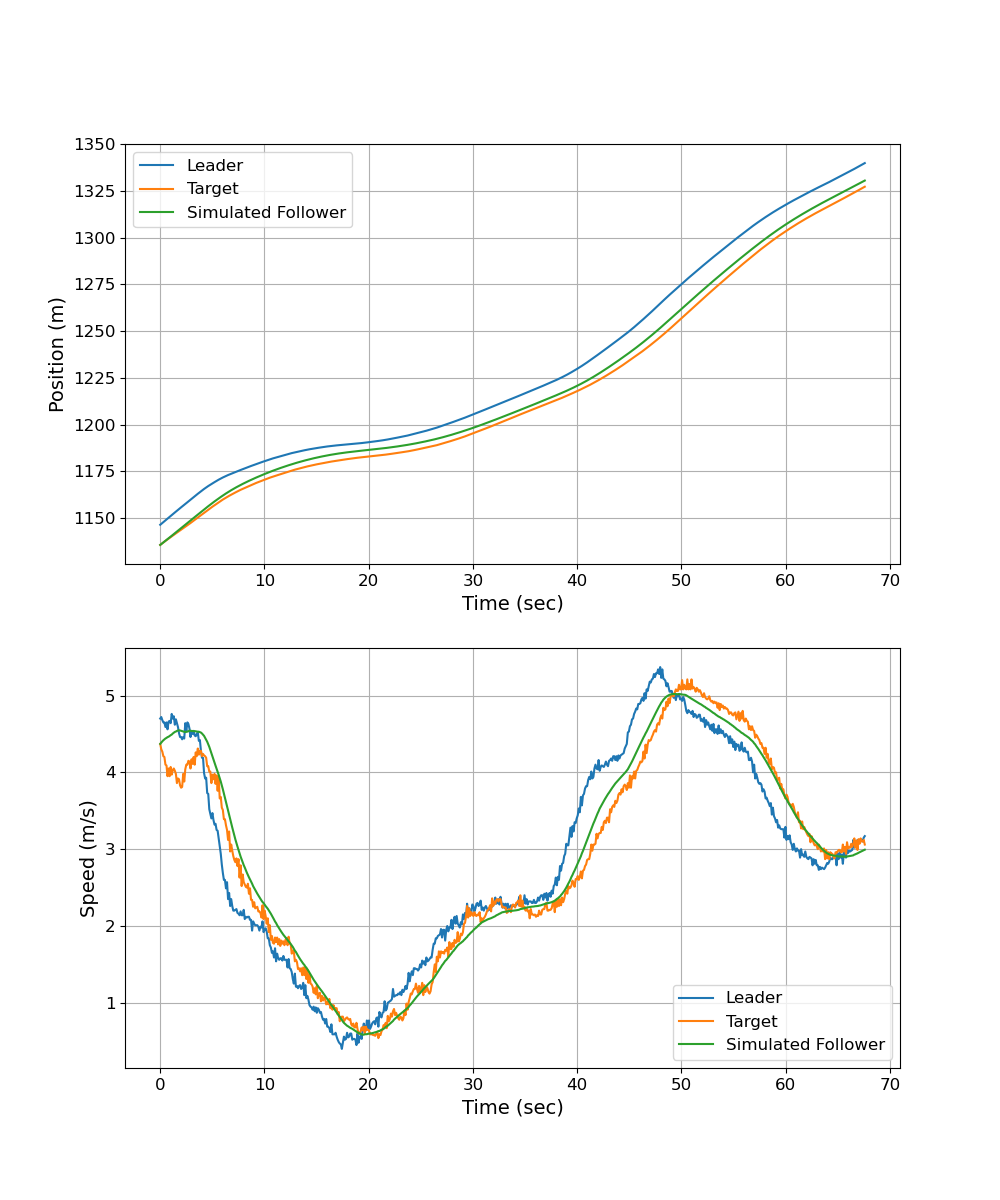 1350
1325
1300
1275
1250
1225
1200
1175
1150
Position (m)
Leader
Target
Simulated Follower
0 10 20 30 40 50 60 70
Time (sec)
5
4
3
2
1
Speed (m/s)
Leader
Target
Simulated Follower
0 10 20 30 40 50 60 70
Time (sec)